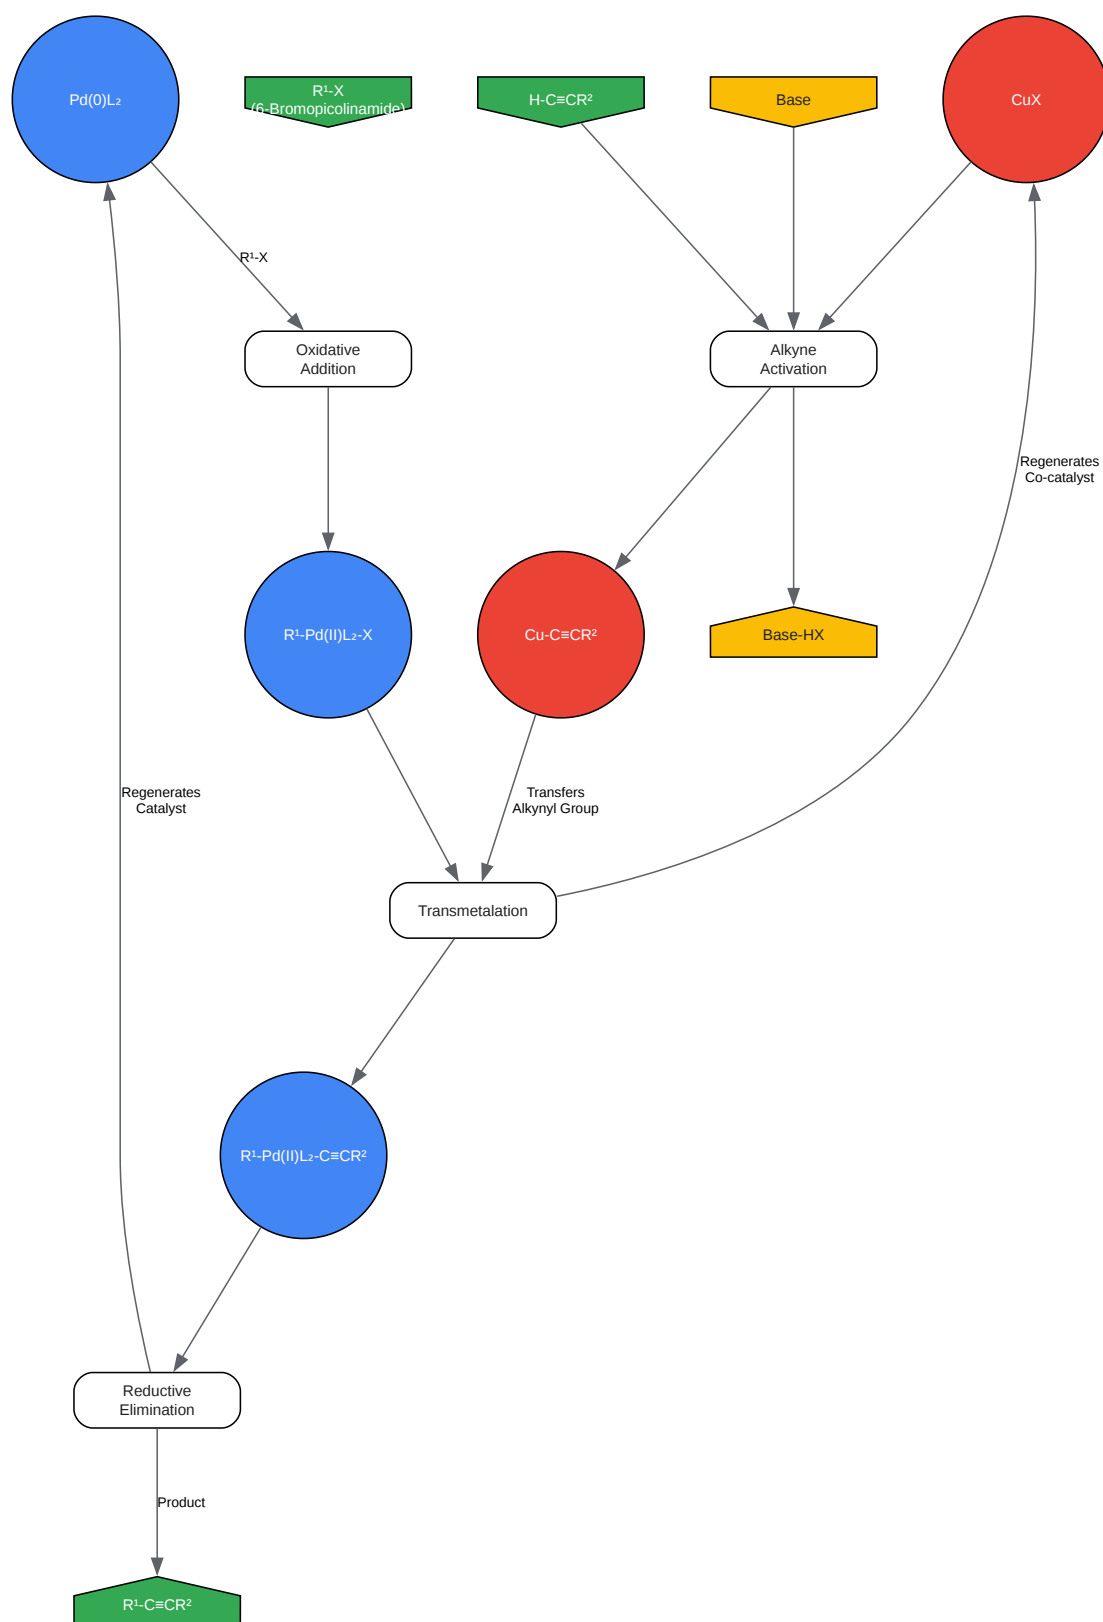 Pd(0)L₂
R¹-X
(6-Bromopicolinamide)
H-C≡CR²
Base
CuX
R¹-X
Oxidative
Addition
Alkyne
Activation
Regenerates
Co-catalyst
R¹-Pd(II)L₂-X
Cu-C≡CR²
Base-HX
Regenerates
Catalyst
Transfers
Alkynyl Group
Transmetalation
R¹-Pd(II)L₂-C≡CR²
Reductive
Elimination
Product
R¹-C≡CR²